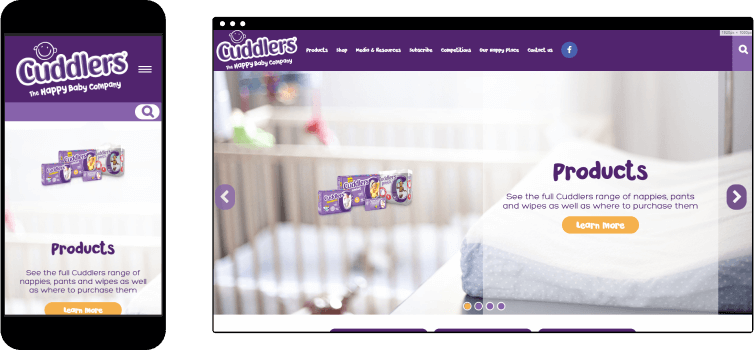 Cuddlers
The Happy Baby Company
Products
See the full Cuddlers range of
nappies, pants and wipes as well
as where to purchase them
Learn More
Cuddlers
The Happy Baby Company
Products Shop Media & Resources Subscribe Competitions Our Happy Place Contact us f
Cuddlers
Products
See the full Cuddlers range of nappies, pants
and wipes as well as where to purchase them
Learn More